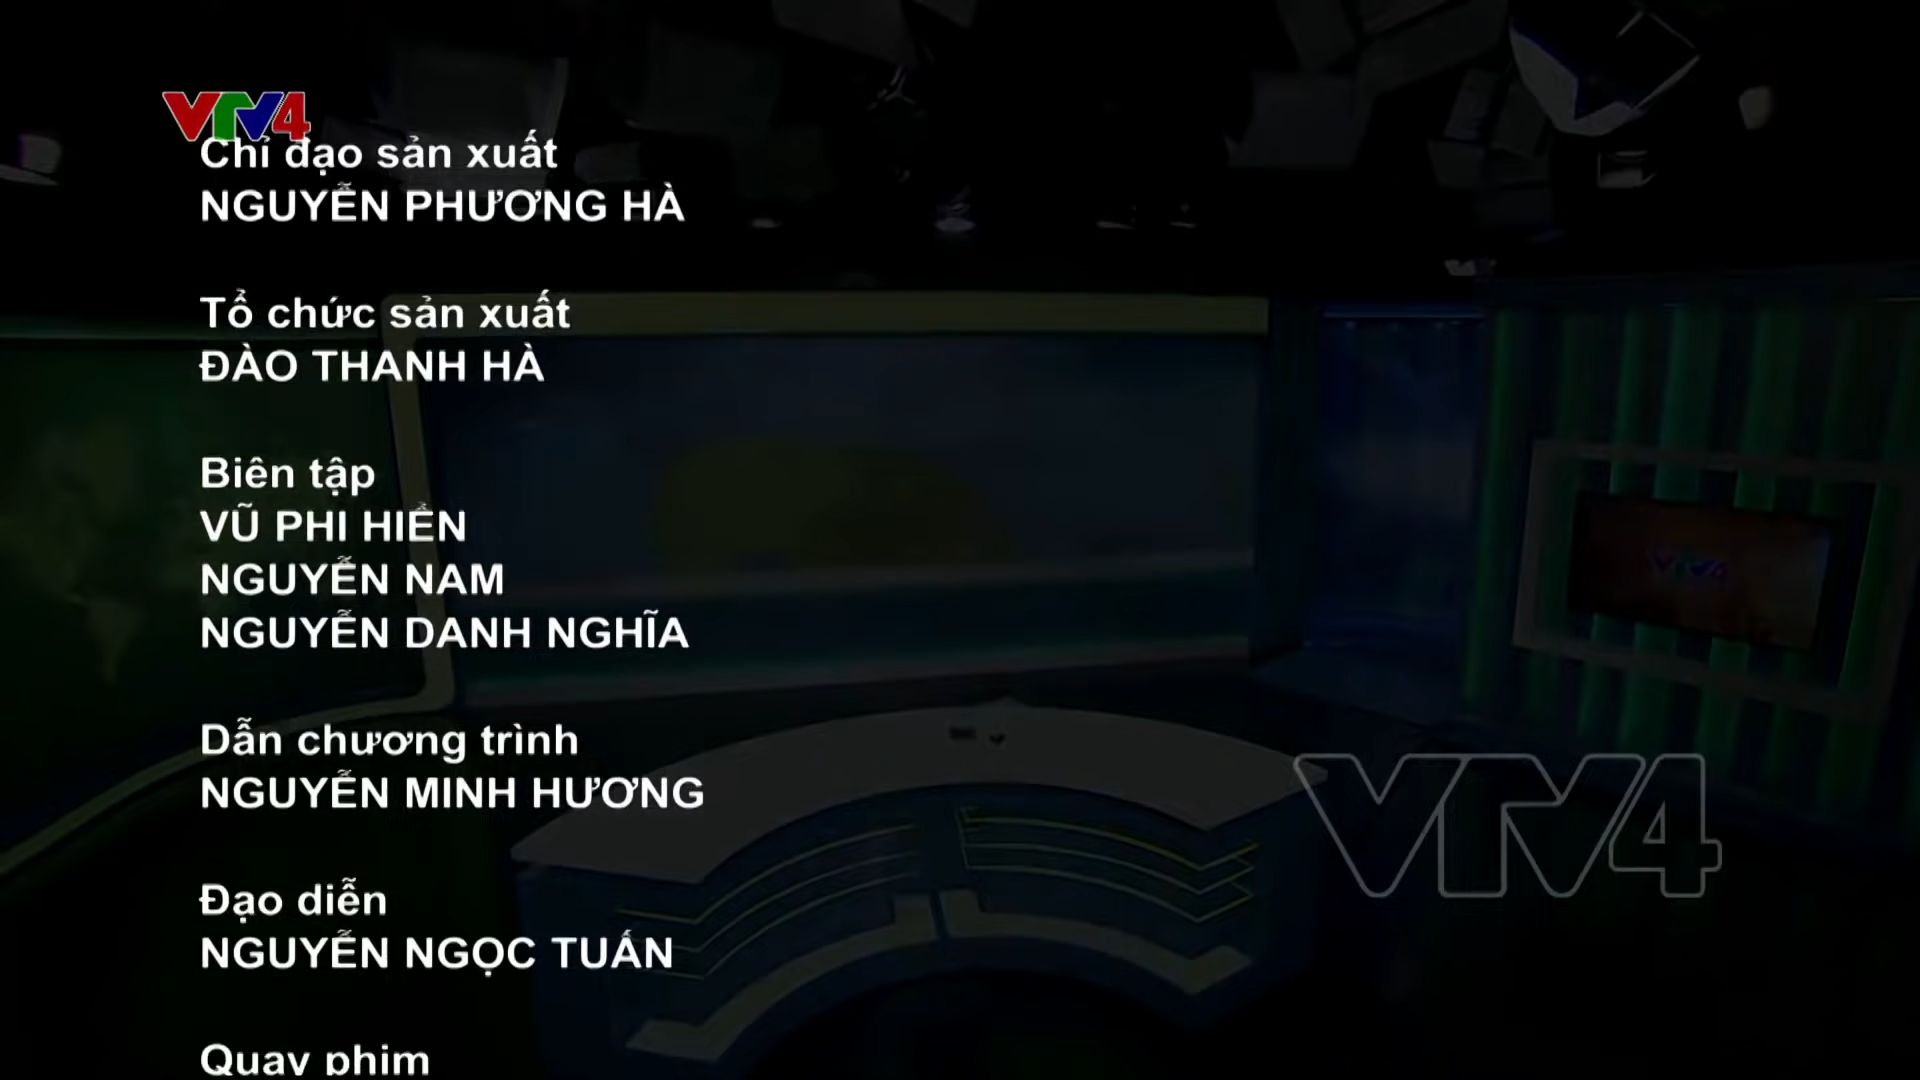 VTV4
Chỉ đạo sản xuất
NGUYỄN PHƯƠNG HÀ
Tổ chức sản xuất
ĐÀO THANH HÀ
Biên tập
VŨ PHI HIỂN
NGUYỄN NAM
NGUYỄN DANH NGHĨA
Dẫn chương trình
NGUYỄN MINH HƯƠNG
Đạo diễn
NGUYỄN NGỌC TUẤN
Quay phim
VTV4
VTV4